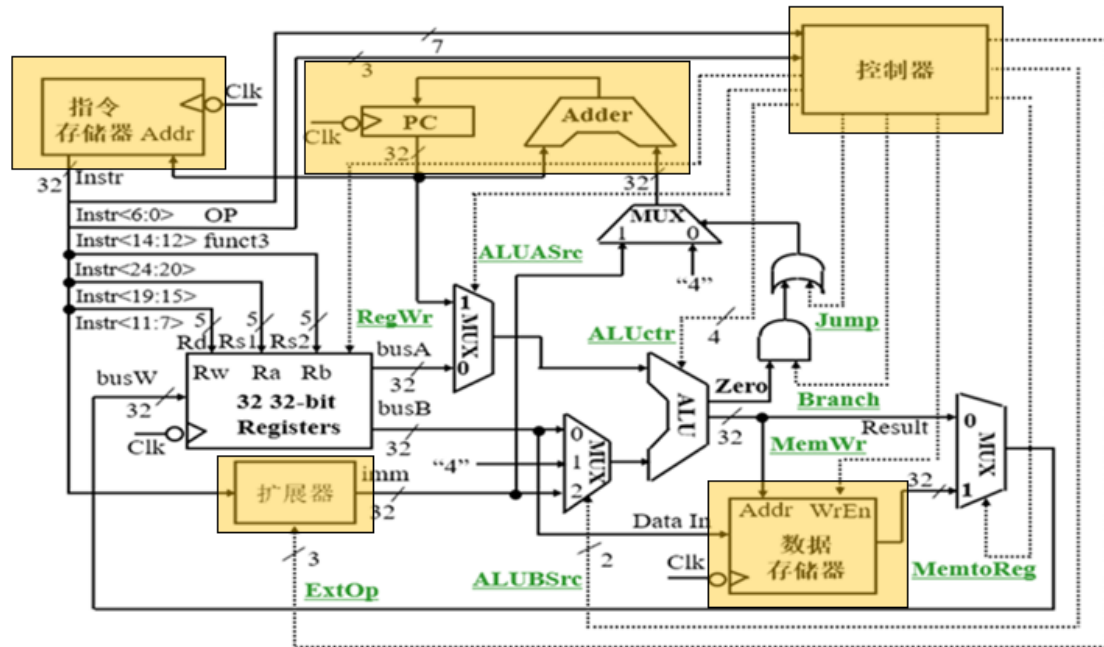 7
3
控制器
指令
存储器 Addr
Clk
PC
Adder
Clk
32
32
32
Instr
Instr<6:0> OP
Instr<14:12> funct3
Instr<24:20>
Instr<19:15>
Instr<11:7>
MUX
1 0
"4"
ALUASrc
RegWr
ALUctr
4
Jump
Branch
5 5 5
Rd Rs1 Rs2
busW
32
Rw Ra Rb
32 32-bit
Registers
Clk
busA
32
busB
32
1
MUX
0
Zero
ALU
32
Result
MemWr
0
MUX
1
32
"4"
0
1
2
MUX
扩展器
imm
32
3
ExtOp
ALUBSrc
2
Data In
Clk
Addr WrEn
数据
存储器
MemtoReg